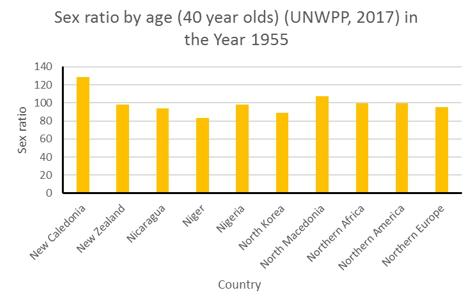 Sex ratio by age (40 year olds) (UNWPP, 2017) in
the Year 1955
140
120
100
80
60
40
20
0
Sex ratio
New Caledonia
New Zealand
Nicaragua
Niger
Nigeria
North Korea
North Macedonia
Northern Africa
Northern America
Northern Europe
Country